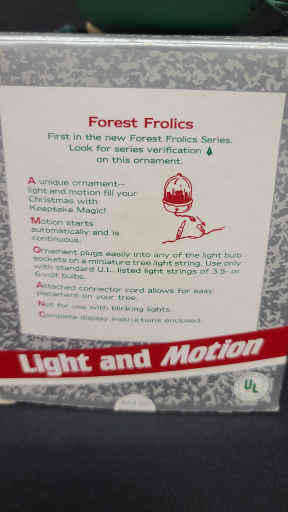 Forest Frolics
First in the new Forest Frolics Series.
Look for series verification
on this ornament.
A unique ornament—
light and motion fill your
Christmas with
Keepsake Magic!
Motion starts
automatically and is
continuous.
Ornament plugs easily into any of the light bulb
sockets on a miniature tree light string. Use only
with standard U.L. listed light strings of 3.5- or
6-volt bulbs.
Attached connector cord allows for easy
placement on your tree.
Not for use with blinking lights.
Complete display instructions enclosed.
Light and Motion
UL